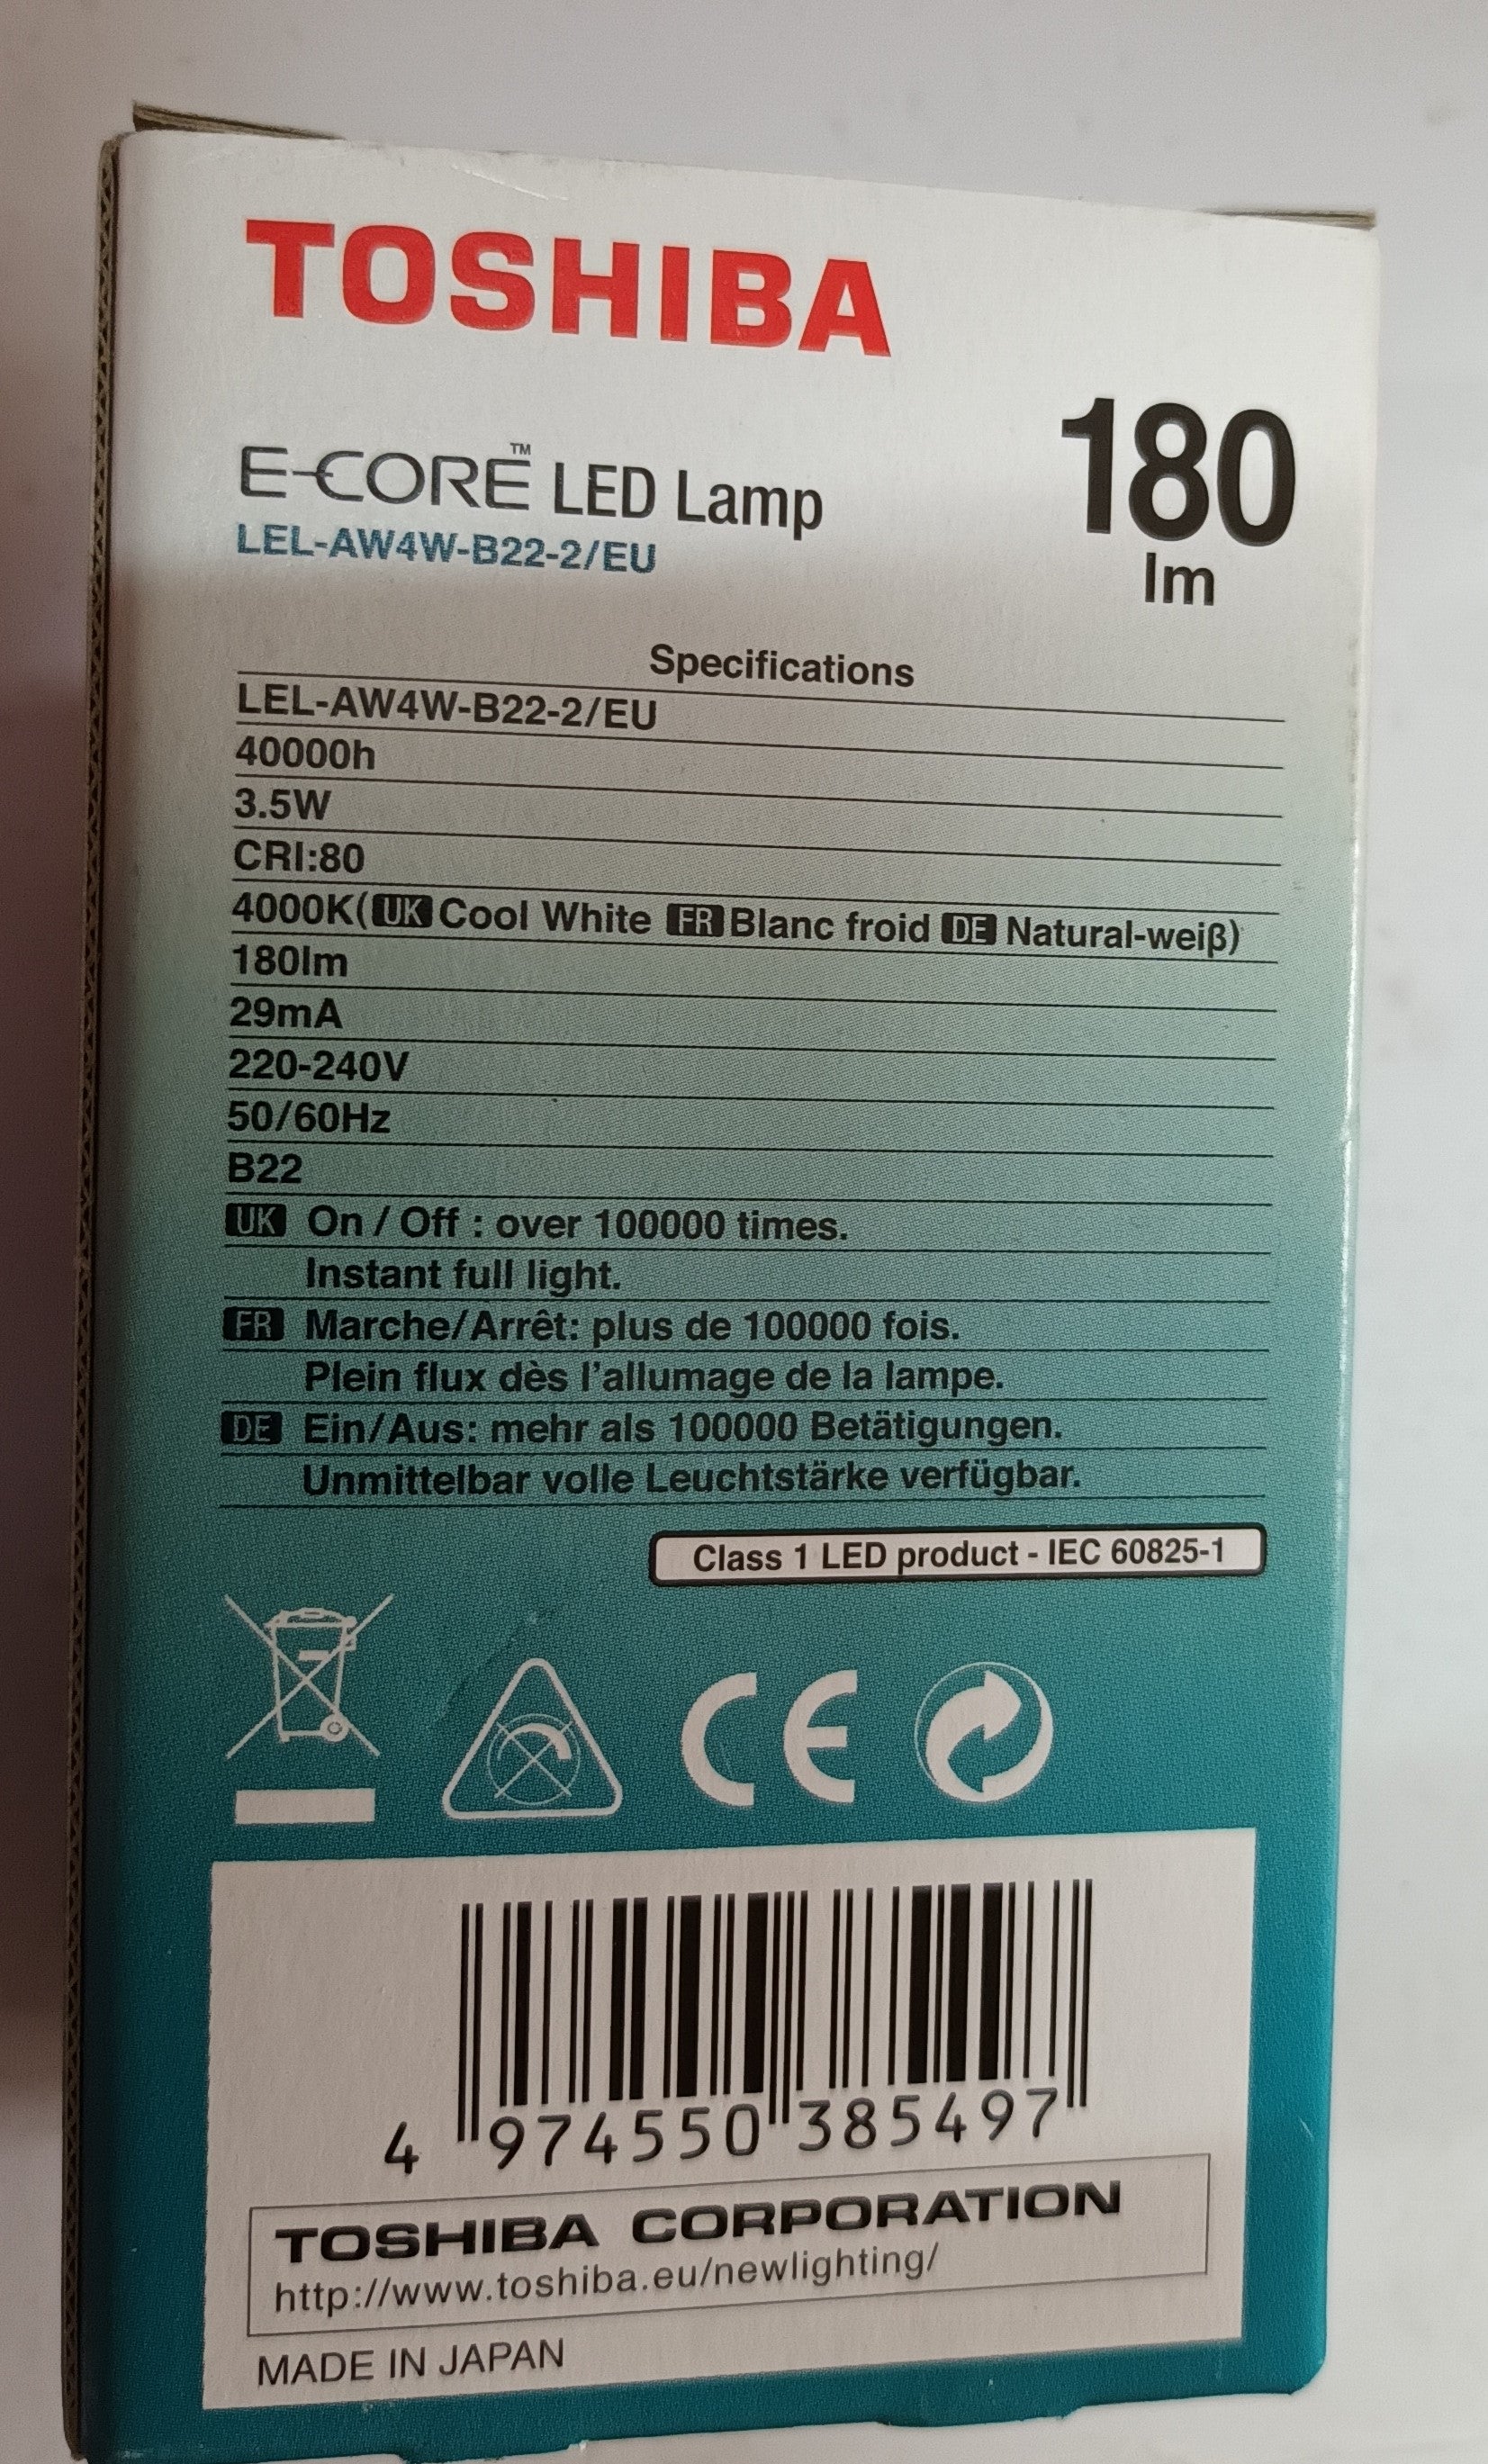 TOSHIBA
E-CORE™ LED Lamp
LEL-AW4W-B22-2/EU
180
lm
Specifications
LEL-AW4W-B22-2/EU
40000h
3.5W
CRI:80
4000K(UK Cool White FR Blanc froid DE Natural-weiβ)
180lm
29mA
220-240V
50/60Hz
B22
UK On / Off : over 100000 times.
Instant full light.
FR Marche/Arrêt: plus de 100000 fois.
Plein flux dès l'allumage de la lampe.
DE Ein/Aus: mehr als 100000 Betätigungen.
Unmittelbar volle Leuchtstärke verfügbar.
Class 1 LED product - IEC 60825-1
CE
4 974550 385497
TOSHIBA CORPORATION
http://www.toshiba.eu/newlighting/
MADE IN JAPAN